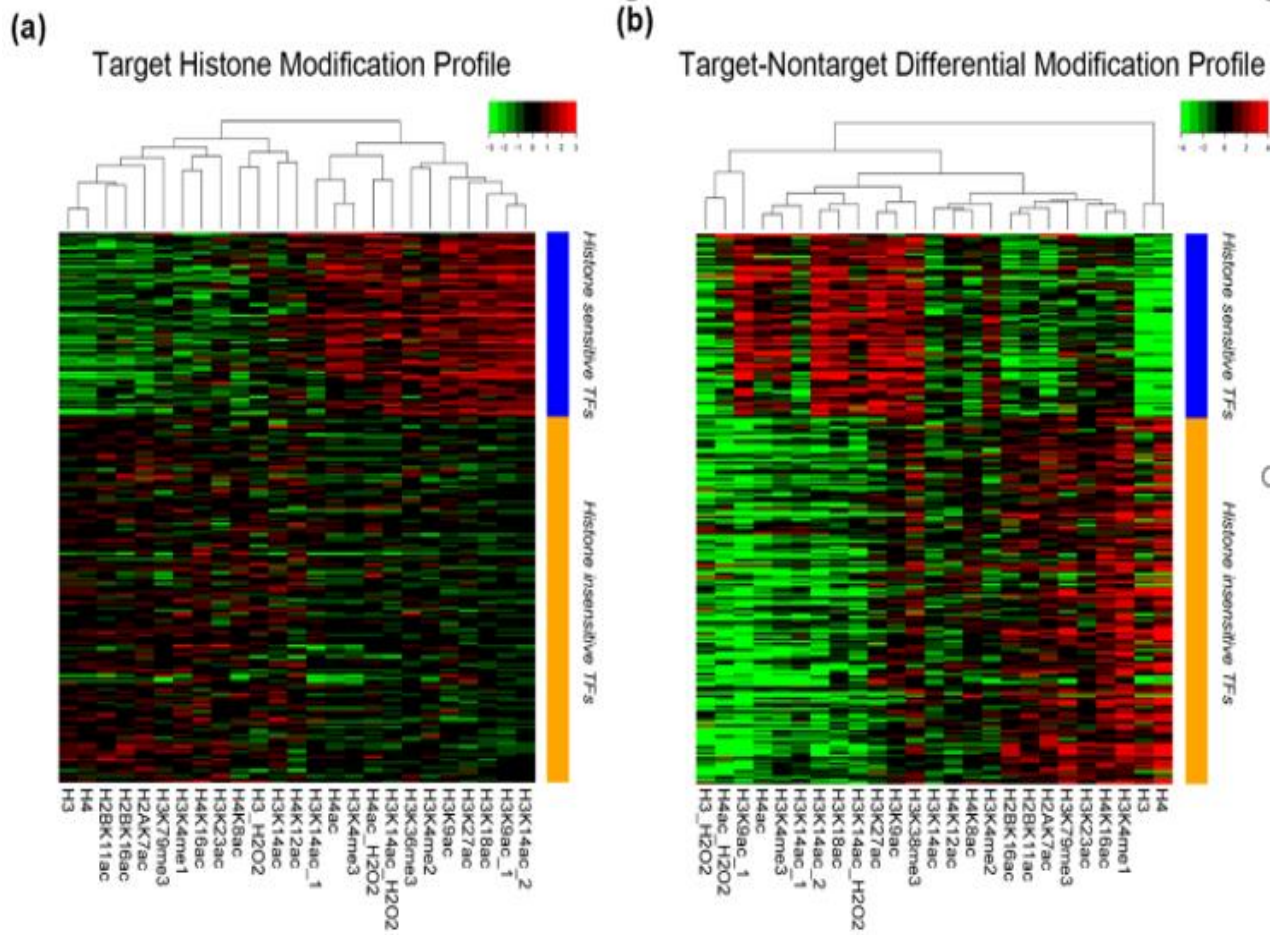 (a)
Target Histone Modification Profile
Histone sensitive TFs
Histone insensitive TFs
H3
H4
H2BK11ac
H2BK16ac
H2AK7ac
H3K79me3
H3K4me1
H4K16ac
H3K23ac
H4K8ac
H3_H2O2
H3K14ac
H4K12ac
H3K14ac_1
H4ac
H3K4me3
H4ac_H2O2
H3K14ac_H2O2
H3K36me3
H3K4me2
H3K9ac
H3K27ac
H3K18ac
H3K9ac_1
H3K14ac_2
(b)
Target-Nontarget Differential Modification Profile
Histone sensitive TFs
Histone insensitive TFs
H3_H2O2
H4ac_H2O2
H3K9ac_1
H4ac
H3K4me3
H3K14ac_1
H3K14ac_2
H3K18ac
H3K14ac_H2O2
H3K27ac
H3K9ac
H3K38me3
H3K14ac
H4K12ac
H4K8ac
H3K4me2
H2BK16ac
H2BK11ac
H2AK7ac
H3K79me3
H3K23ac
H4K16ac
H3K4me1
H3
H4